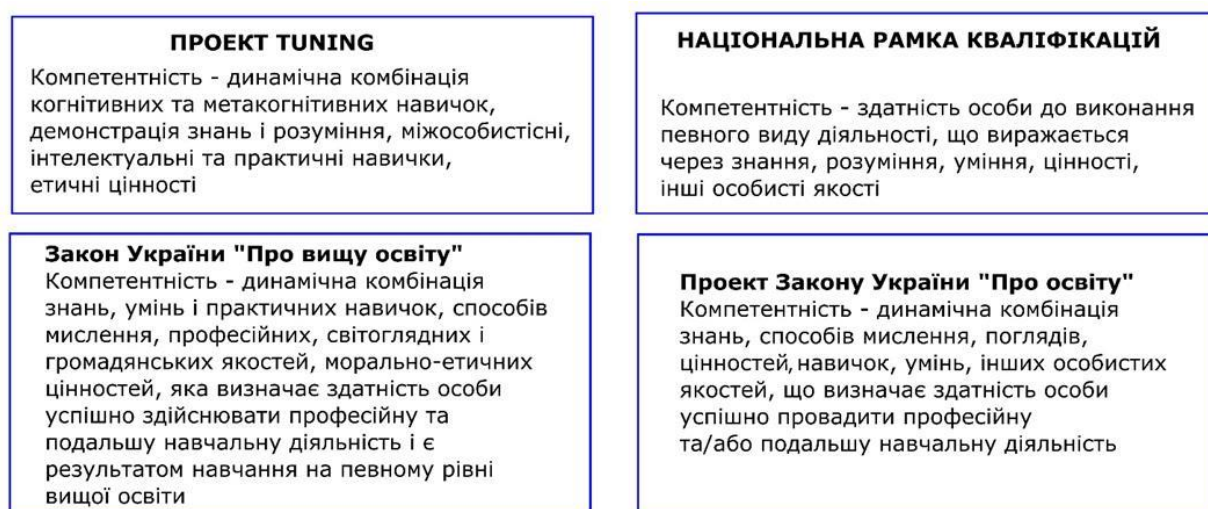 ПРОЕКТ TUNING
Компетентність - динамічна комбінація
когнітивних та метакогнітивних навичок,
демонстрація знань і розуміння, міжособистісні,
інтелектуальні та практичні навички,
етичні цінності
НАЦІОНАЛЬНА РАМКА КВАЛІФІКАЦІЙ
Компетентність - здатність особи до виконання
певного виду діяльності, що виражається
через знання, розуміння, уміння, цінності,
інші особисті якості
Закон України "Про вищу освіту"
Компетентність - динамічна комбінація
знань, умінь і практичних навичок, способів
мислення, професійних, світоглядних і
громадянських якостей, морально-етичних
цінностей, яка визначає здатність особи
успішно здійснювати професійну та
подальшу навчальну діяльність і є
результатом навчання на певному рівні
вищої освіти
Проект Закону України "Про освіту"
Компетентність - динамічна комбінація
знань, способів мислення, поглядів,
цінностей, навичок, умінь, інших особистих
якостей, що визначає здатність особи
успішно провадити професійну
та/або подальшу навчальну діяльність